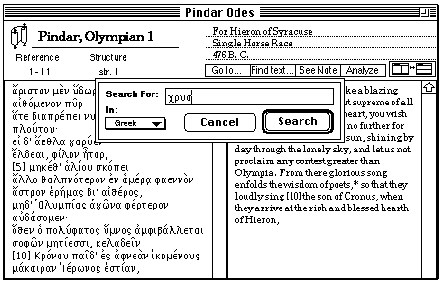 Pindar Odes
Pindar, Olympian 1
For Hieron of Syracuse
Single Horse Race
476 B. C.
Reference Structure
1-11 str. 1
Go to... Find text... See Note Analyze
ἄριστον μὲν ὕδωρ
αἰθόμενον πῦρ
ἅτε διαπρέπει νυ
πλούτου·
εἰ δ' ἄεθλα γαρύε
ἔλδεαι, φίλον ἦτορ,
[5] μηκέθ' ἁλίου σκόπει
ἄλλο θαλπνότερον ἐν ἁμέρᾳ φαεννὸν
ἄστρον ἐρήμας δι' αἰθέρος,
μηδ' Ὀλυμπίας ἀγῶνα φέρτερον
αὐδάσομεν·
ὅθεν ὁ πολύφατος ὕμνος ἀμφιβάλλεται
σοφῶν μητίεσσι, κελαδεῖν
[10] Κρόνου παῖδ' ἐς ἀφνεὰν ἱκομένους
μάκαιραν Ἱέρωνος ἑστίαν,
Search For: χρυσ
In:
Greek
Cancel Search
ke a blazing
t supreme of all
heart, you wish
no further for
sun, shining by
day through the lonely sky, and let us not
proclaim any contest greater than
Olympia. From there glorious song
enfolds the wisdom of poets,* so that they
loudly sing [10] the son of Cronus, when
they arrive at the rich and blessed hearth
of Hieron,